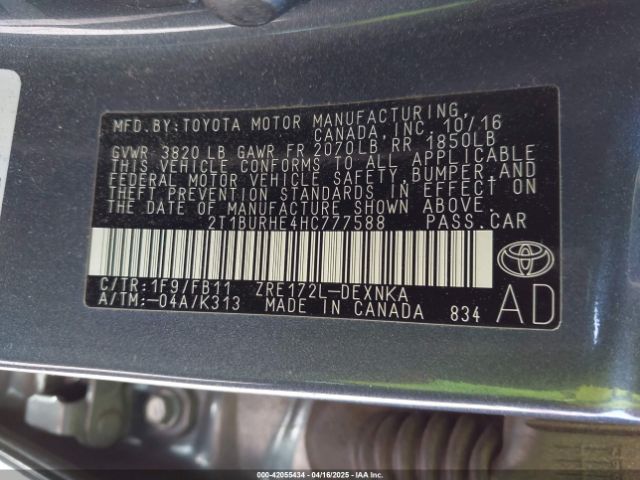 MFD.BY:TOYOTA MOTOR MANUFACTURING,
CANADA, INC. 10/16
GVWR 3820 LB GAWR FR 2070LB RR 1850LB
THIS VEHICLE CONFORMS TO ALL APPLICABLE
FEDERAL MOTOR VEHICLE SAFETY, BUMPER, AND
THEFT PREVENTION STANDARDS IN EFFECT ON
THE DATE OF MANUFACTURE SHOWN ABOVE.
2T1BURHE4HC777588 PASS.CAR
C/TR:1F9/FB11 ZRE172L-DEXNKA
A/TM:-04A/K313 MADE IN CANADA 834
AD
000-42055434 - 04/16/2025 - IAA Inc.